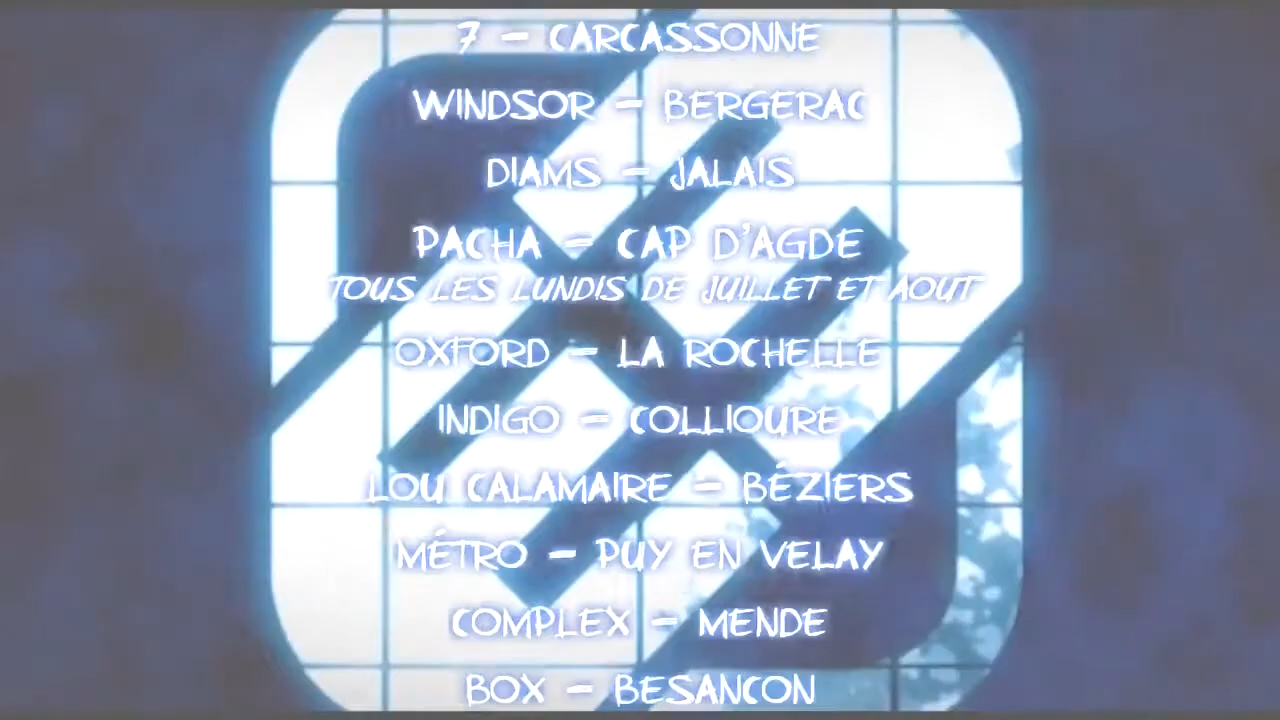 7 – CARCASSONNE
WINDSOR – BERGERAC
DIAMS – JALAIS
PACHA – CAP D'AGDE
TOUS LES LUNDIS DE JUILLET ET AOUT
OXFORD – LA ROCHELLE
INDIGO – COLLIOURE
LOU CALAMAIRE – BÉZIERS
MÉTRO – PUY EN VELAY
COMPLEX – MENDE
BOX – BESANCON